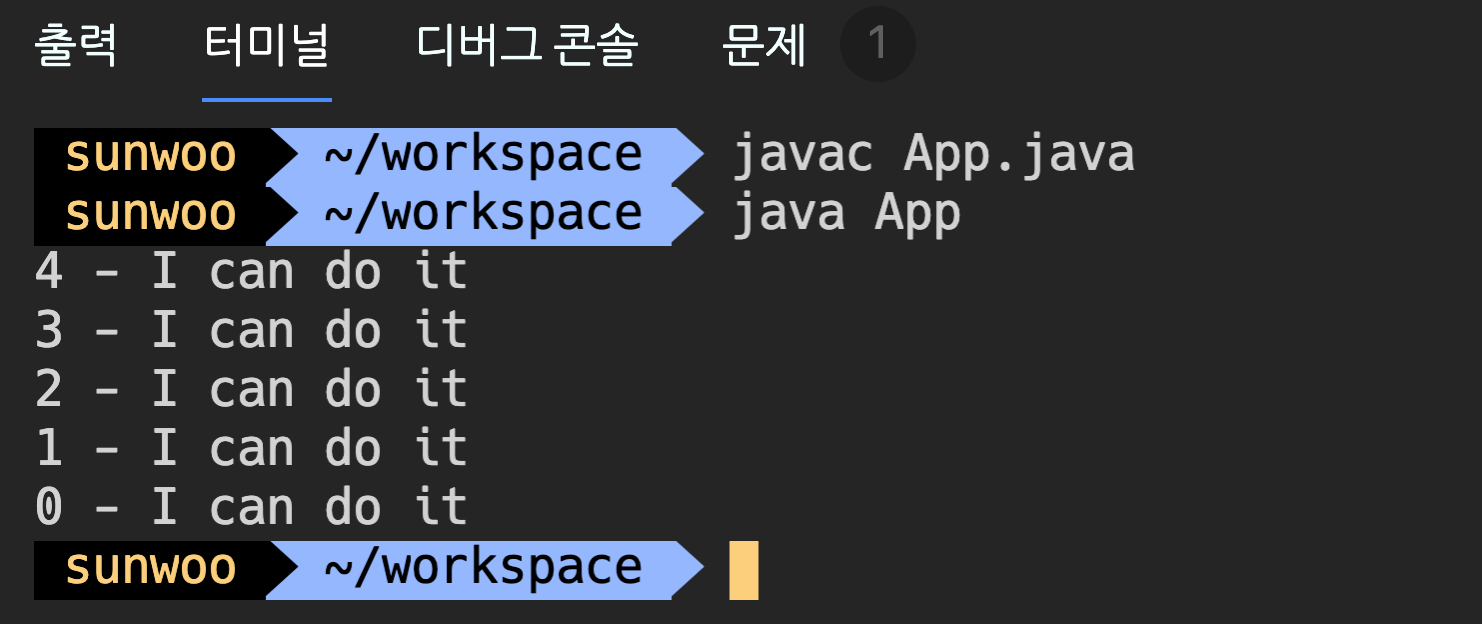 출력 터미널 디버그 콘솔 문제 1
sunwoo ~/workspace javac App.java
sunwoo ~/workspace java App
4 - I can do it
3 - I can do it
2 - I can do it
1 - I can do it
0 - I can do it
sunwoo ~/workspace